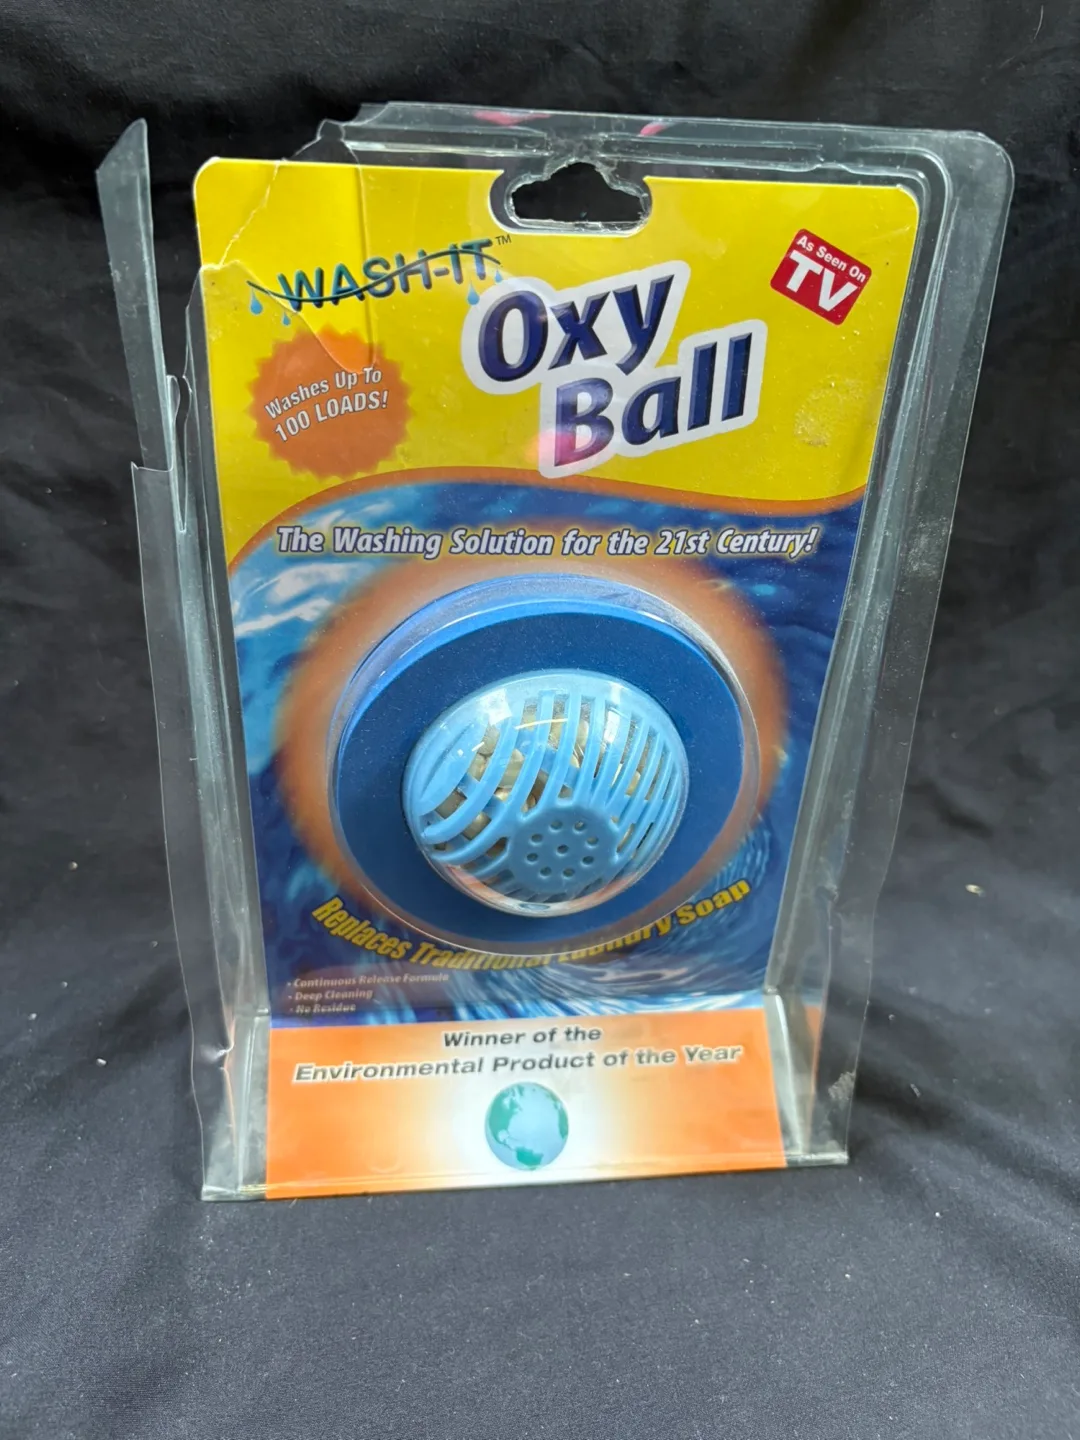 WASH-IT™
Oxy
Ball
As Seen On
TV
Washes Up To
100 LOADS!
The Washing Solution for the 21st Century!
Replaces Traditional Laundry Soap
• Continuous Release Formula
• Deep Cleaning
• No Residue
Winner of the
Environmental Product of the Year